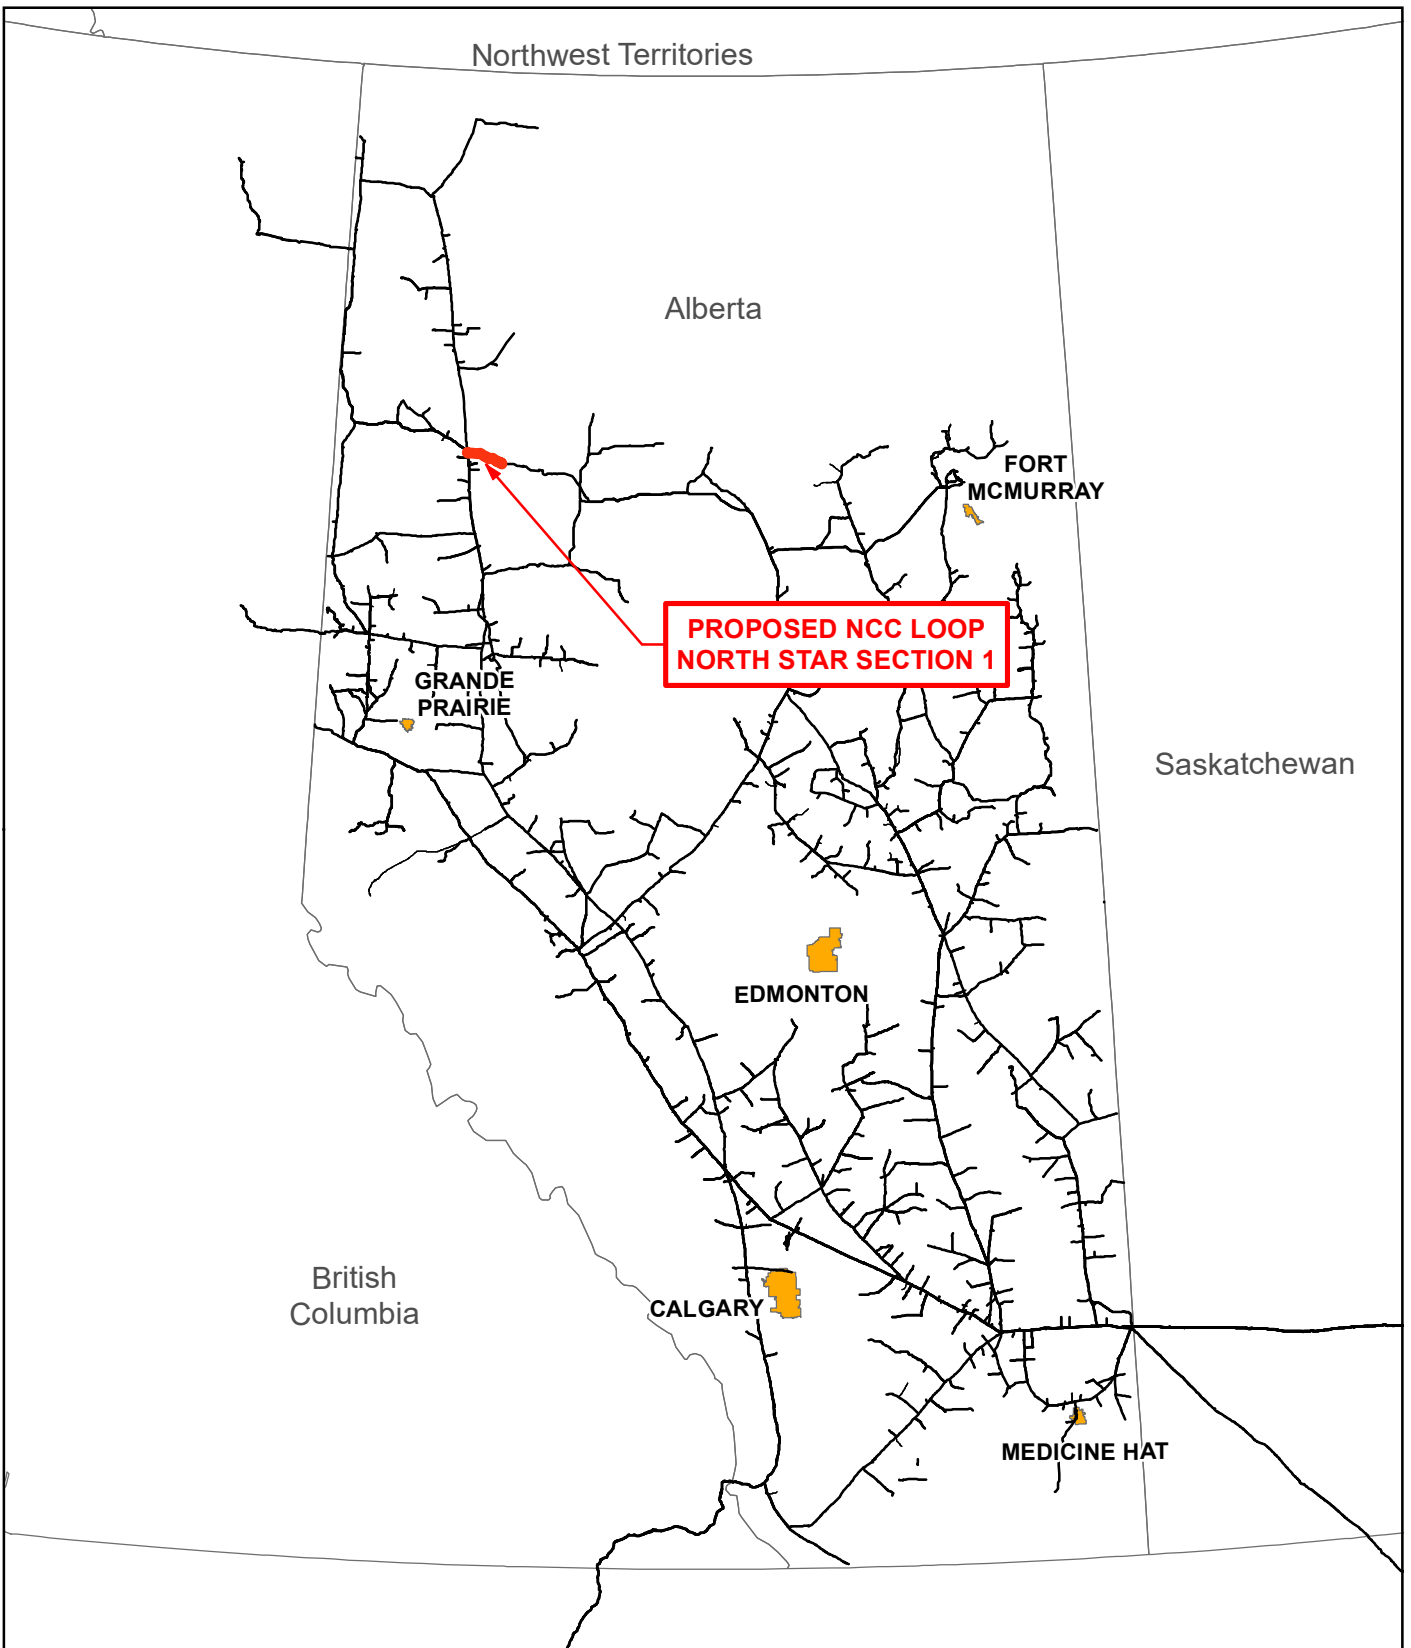 Northwest Territories
Alberta
FORT
MCMURRAY
PROPOSED NCC LOOP
NORTH STAR SECTION 1
GRANDE
PRAIRIE
Saskatchewan
EDMONTON
British
Columbia
CALGARY
MEDICINE HAT